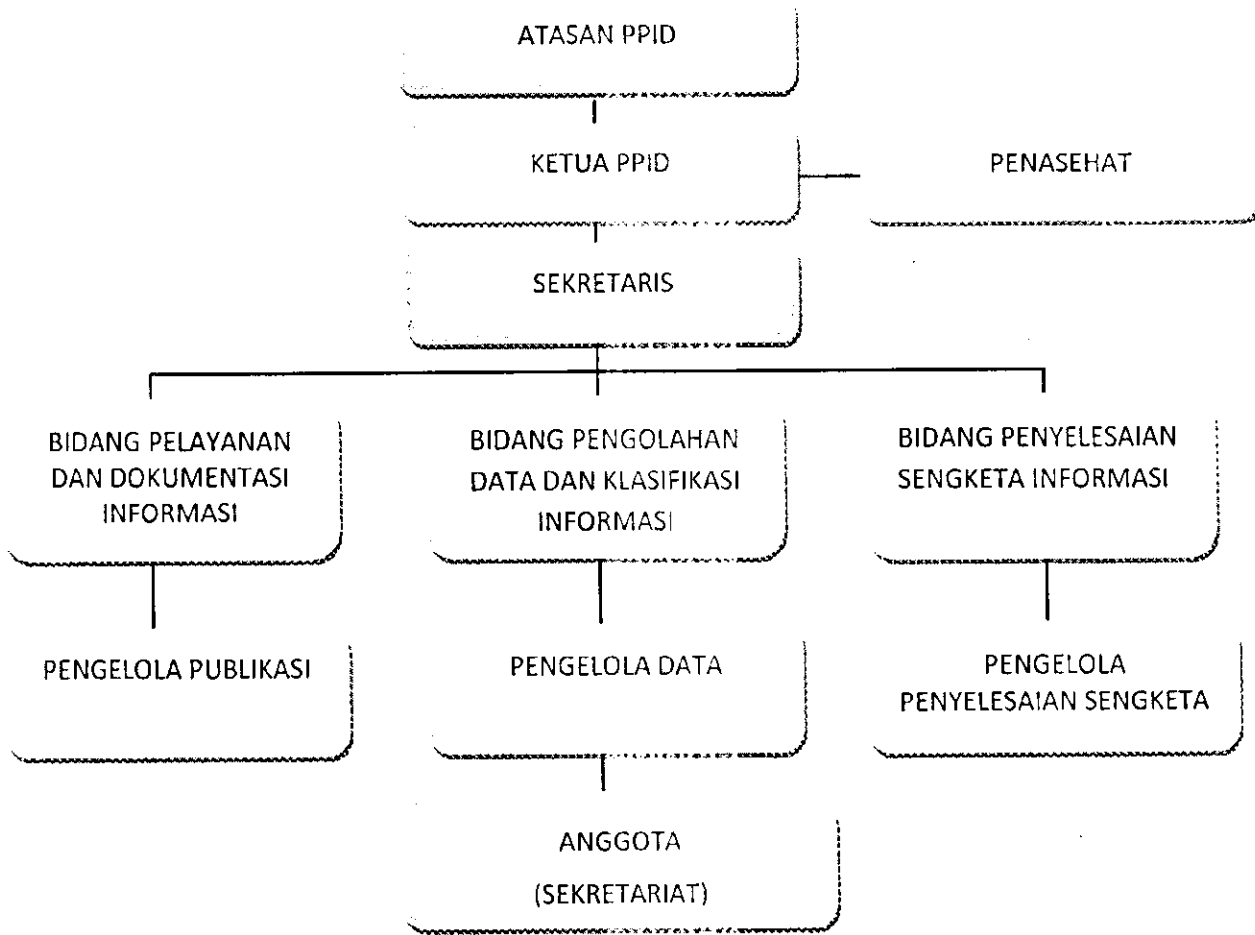 ATASAN PPID
KETUA PPID
PENASEHAT
SEKRETARIS
BIDANG PELAYANAN
DAN DOKUMENTASI
INFORMASI
BIDANG PENGOLAHAN
DATA DAN KLASIFIKASI
INFORMASI
BIDANG PENYELESAIAN
SENGKETA INFORMASI
PENGELOLA PUBLIKASI
PENGELOLA DATA
PENGELOLA
PENYELESAIAN SENGKETA
ANGGOTA
(SEKRETARIAT)